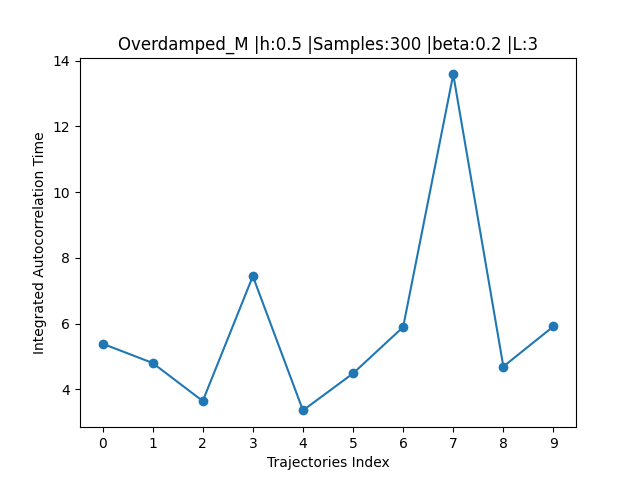 Overdamped_M |h:0.5 |Samples:300 |beta:0.2 |L:3
Integrated Autocorrelation Time
14
12
10
8
6
4
0 1 2 3 4 5 6 7 8 9
Trajectories Index